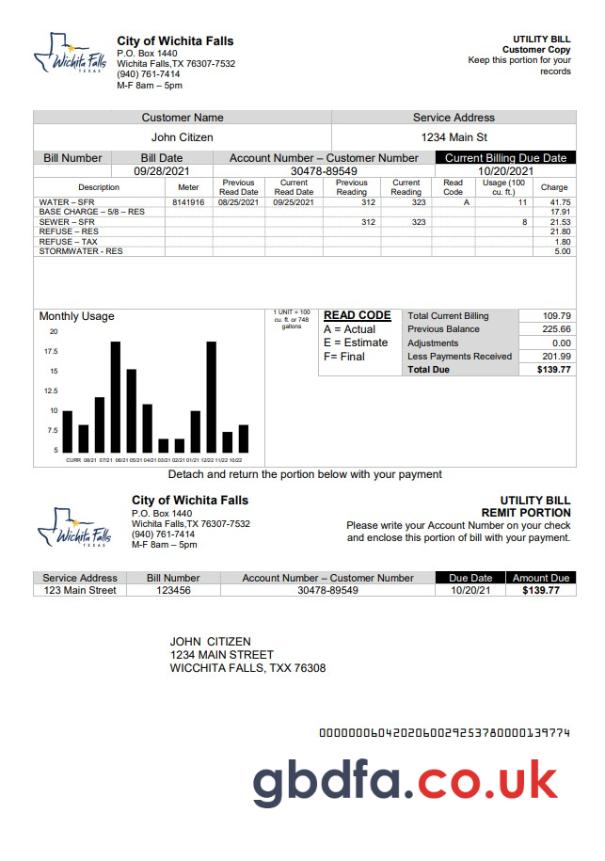 Wichita Falls
TEXAS
City of Wichita Falls
P.O. Box 1440
Wichita Falls,TX 76307-7532
(940) 761-7414
M-F 8am – 5pm
UTILITY BILL
Customer Copy
Keep this portion for your
records
Customer Name Service Address
John Citizen 1234 Main St
Bill Number Bill Date Account Number – Customer Number Current Billing Due Date
09/28/2021 30478-89549 10/20/2021
Description Meter Previous Read Date Current Read Date Previous Reading Current Reading Read Code Usage (100 cu. ft.) Charge
WATER – SFR 8141916 08/25/2021 09/25/2021 312 323 A 11 41.75
BASE CHARGE – 5/8 – RES 17.91
SEWER – SFR 312 323 8 21.53
REFUSE – RES 21.80
REFUSE – TAX 1.80
STORMWATER - RES 5.00
Monthly Usage
20
17.5
15
12.5
10
7.5
5
CURR 08/21 07/21 06/21 05/21 04/21 03/21 02/21 01/21 12/22 11/22 10/22
1 UNIT = 100
cu. ft. or 748
gallons
READ CODE
A = Actual
E = Estimate
F= Final
Total Current Billing 109.79
Previous Balance 225.66
Adjustments 0.00
Less Payments Received 201.99
Total Due $139.77
Detach and return the portion below with your payment
Wichita Falls
TEXAS
City of Wichita Falls
P.O. Box 1440
Wichita Falls,TX 76307-7532
(940) 761-7414
M-F 8am – 5pm
UTILITY BILL
REMIT PORTION
Please write your Account Number on your check
and enclose this portion of bill with your payment.
Service Address Bill Number Account Number – Customer Number Due Date Amount Due
123 Main Street 123456 30478-89549 10/20/21 $139.77
JOHN CITIZEN
1234 MAIN STREET
WICCHITA FALLS, TXX 76308
0000000604202060029253780000139774
gbdfa.co.uk